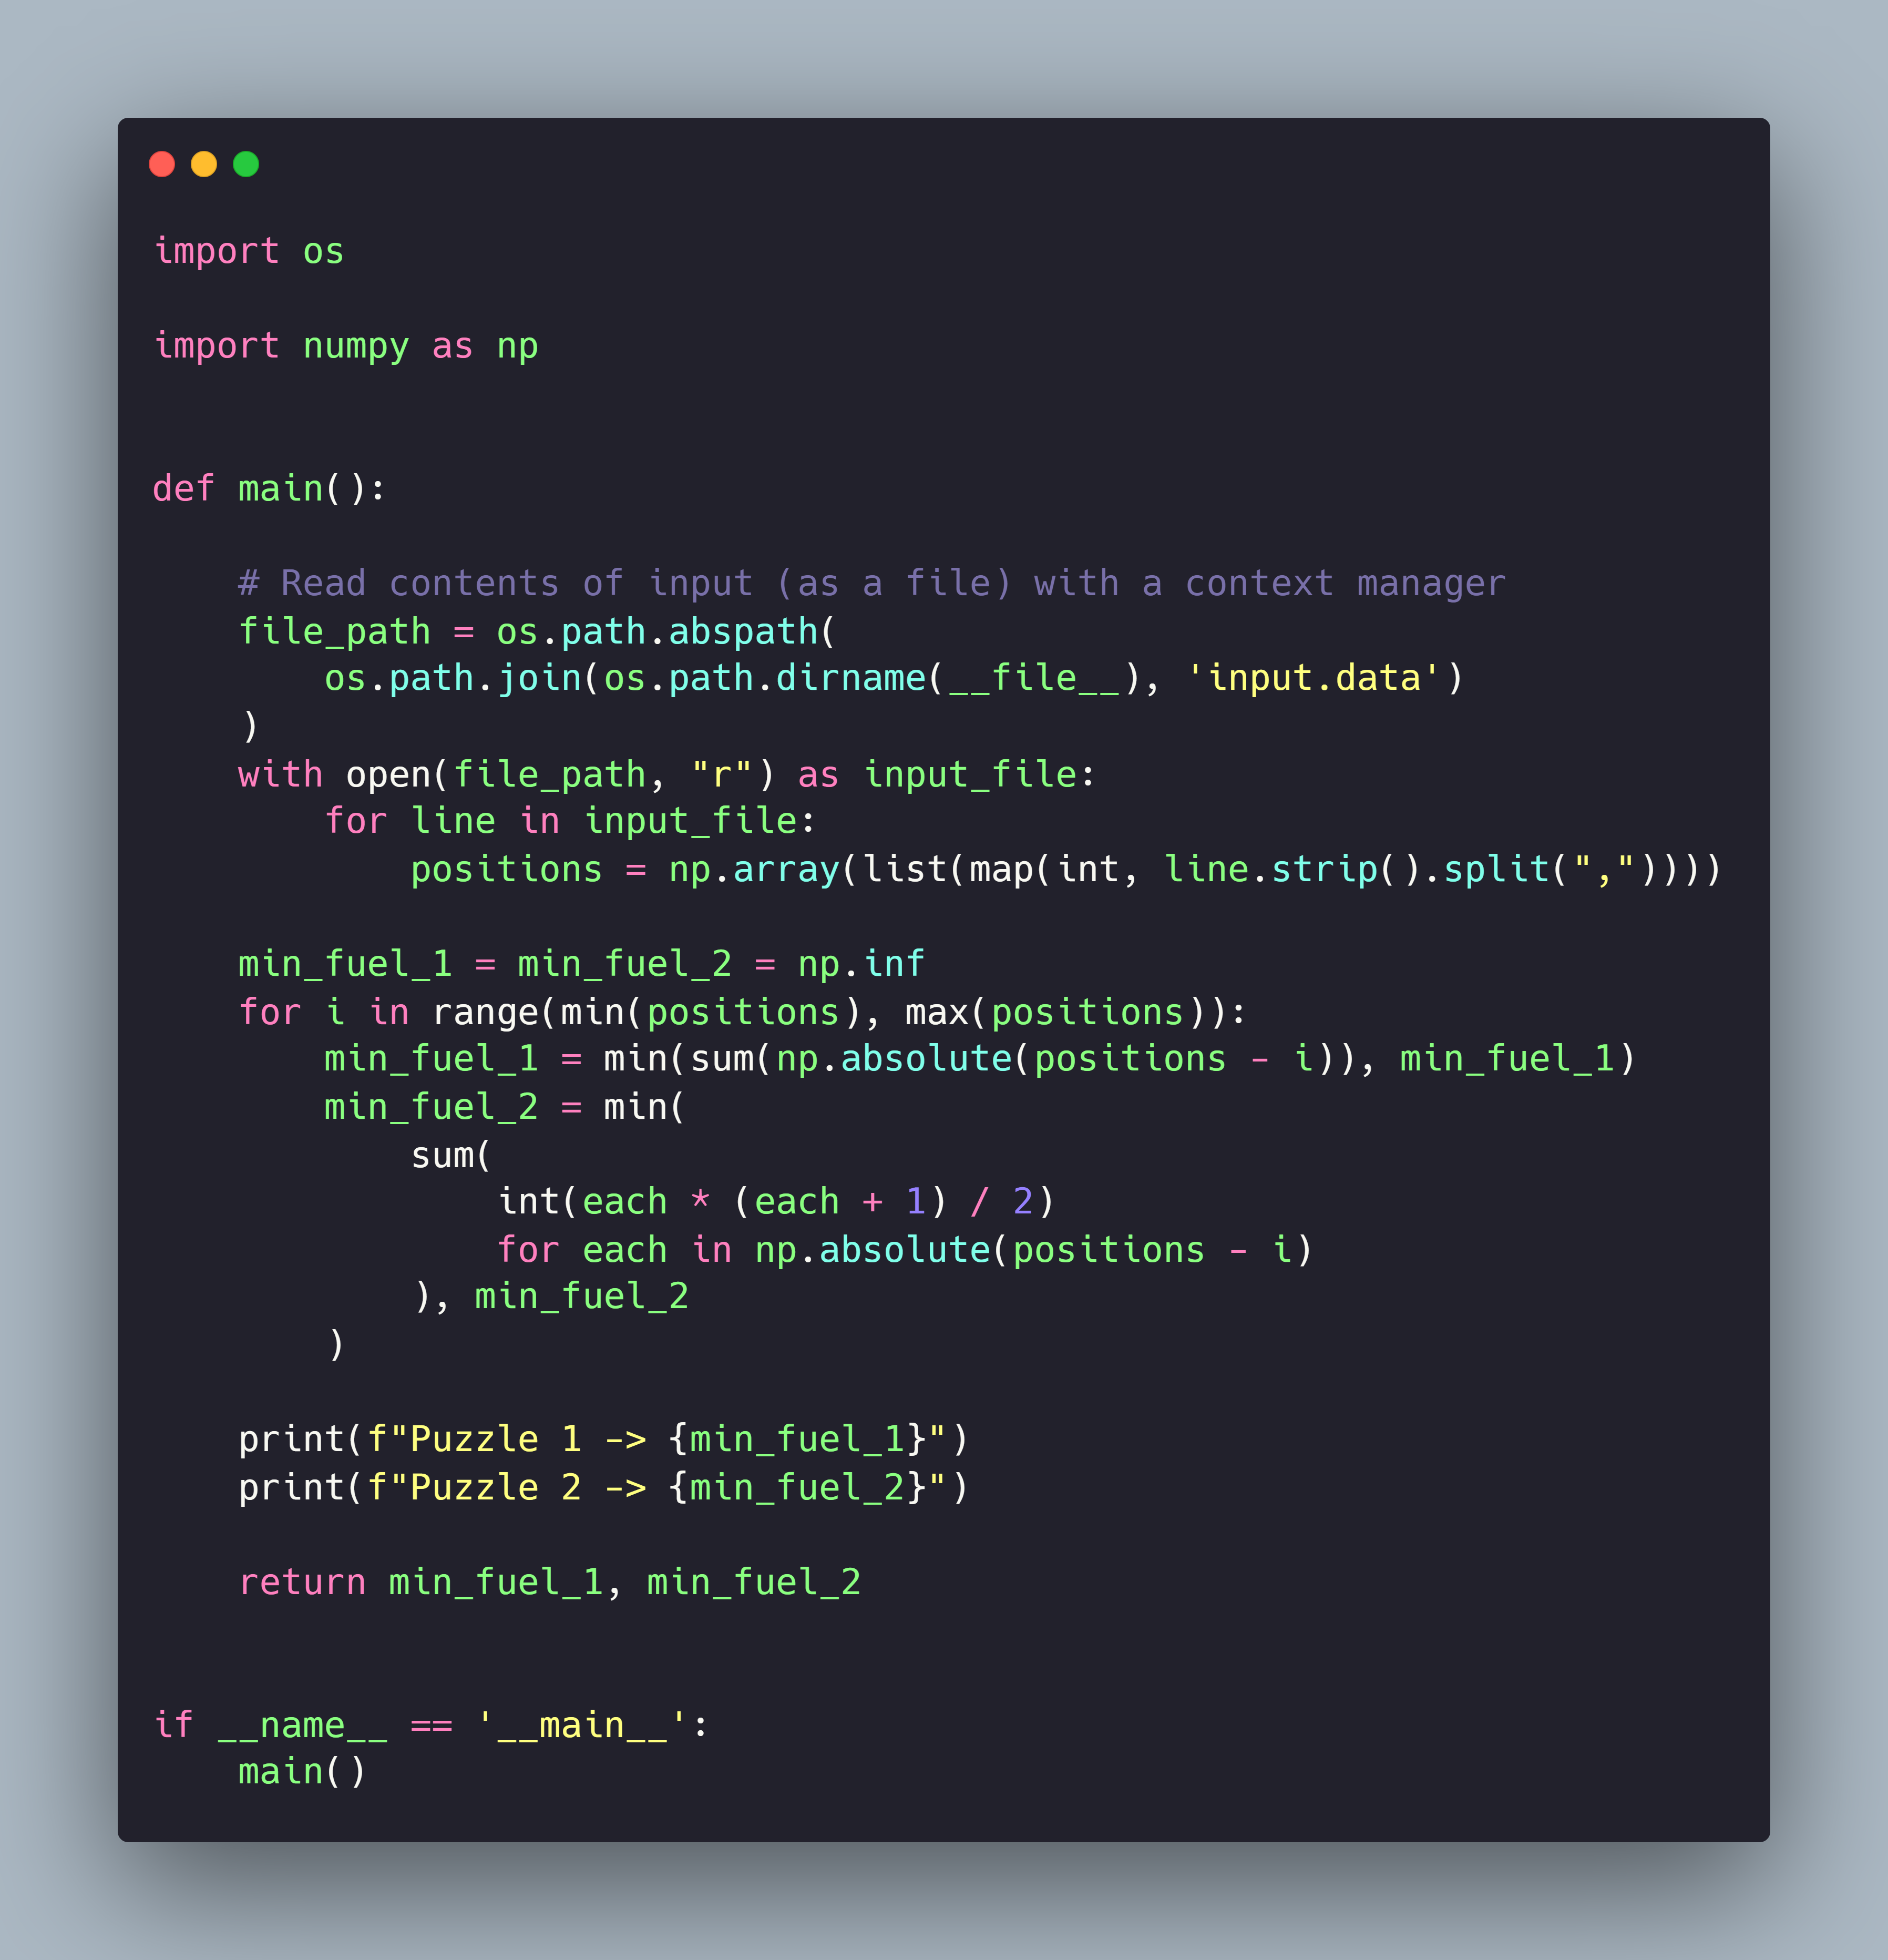 import os

import numpy as np


def main():

    # Read contents of input (as a file) with a context manager
    file_path = os.path.abspath(
        os.path.join(os.path.dirname(__file__), 'input.data')
    )
    with open(file_path, "r") as input_file:
        for line in input_file:
            positions = np.array(list(map(int, line.strip().split(","))))

    min_fuel_1 = min_fuel_2 = np.inf
    for i in range(min(positions), max(positions)):
        min_fuel_1 = min(sum(np.absolute(positions - i)), min_fuel_1)
        min_fuel_2 = min(
            sum(
                int(each * (each + 1) / 2)
                for each in np.absolute(positions - i)
            ), min_fuel_2
        )

    print(f"Puzzle 1 -> {min_fuel_1}")
    print(f"Puzzle 2 -> {min_fuel_2}")

    return min_fuel_1, min_fuel_2


if __name__ == '__main__':
    main()